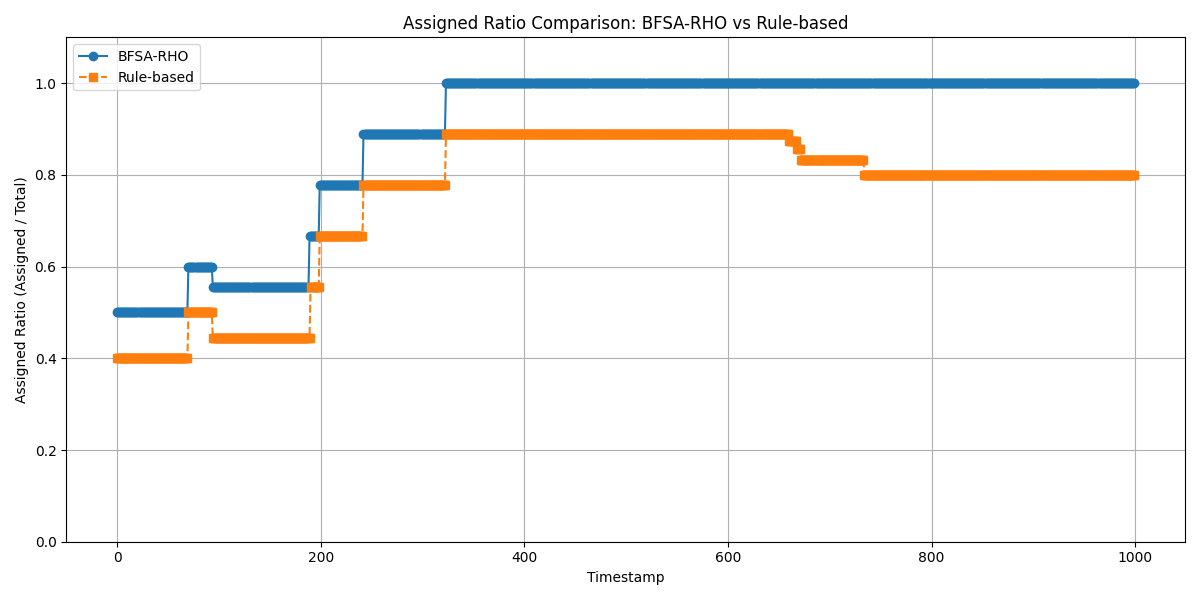 Assigned Ratio Comparison: BFSA-RHO vs Rule-based
BFSA-RHO
Rule-based
Assigned Ratio (Assigned / Total)
1.0
0.8
0.6
0.4
0.2
0.0
0 200 400 600 800 1000
Timestamp